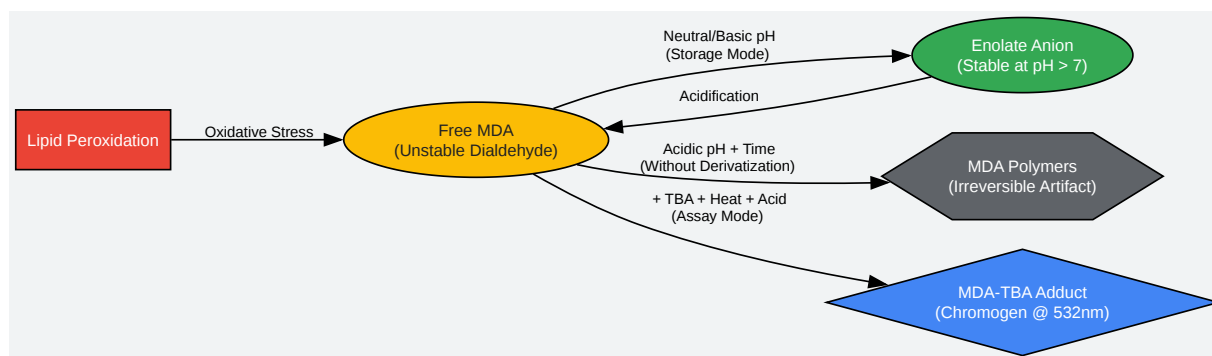 Lipid Peroxidation
Oxidative Stress
Free MDA
(Unstable Dialdehyde)
Neutral/Basic pH
(Storage Mode)
Enolate Anion
(Stable at pH > 7)
Acidification
Acidic pH + Time
(Without Derivatization)
MDA Polymers
(Irreversible Artifact)
+ TBA + Heat + Acid
(Assay Mode)
MDA-TBA Adduct
(Chromogen @ 532nm)